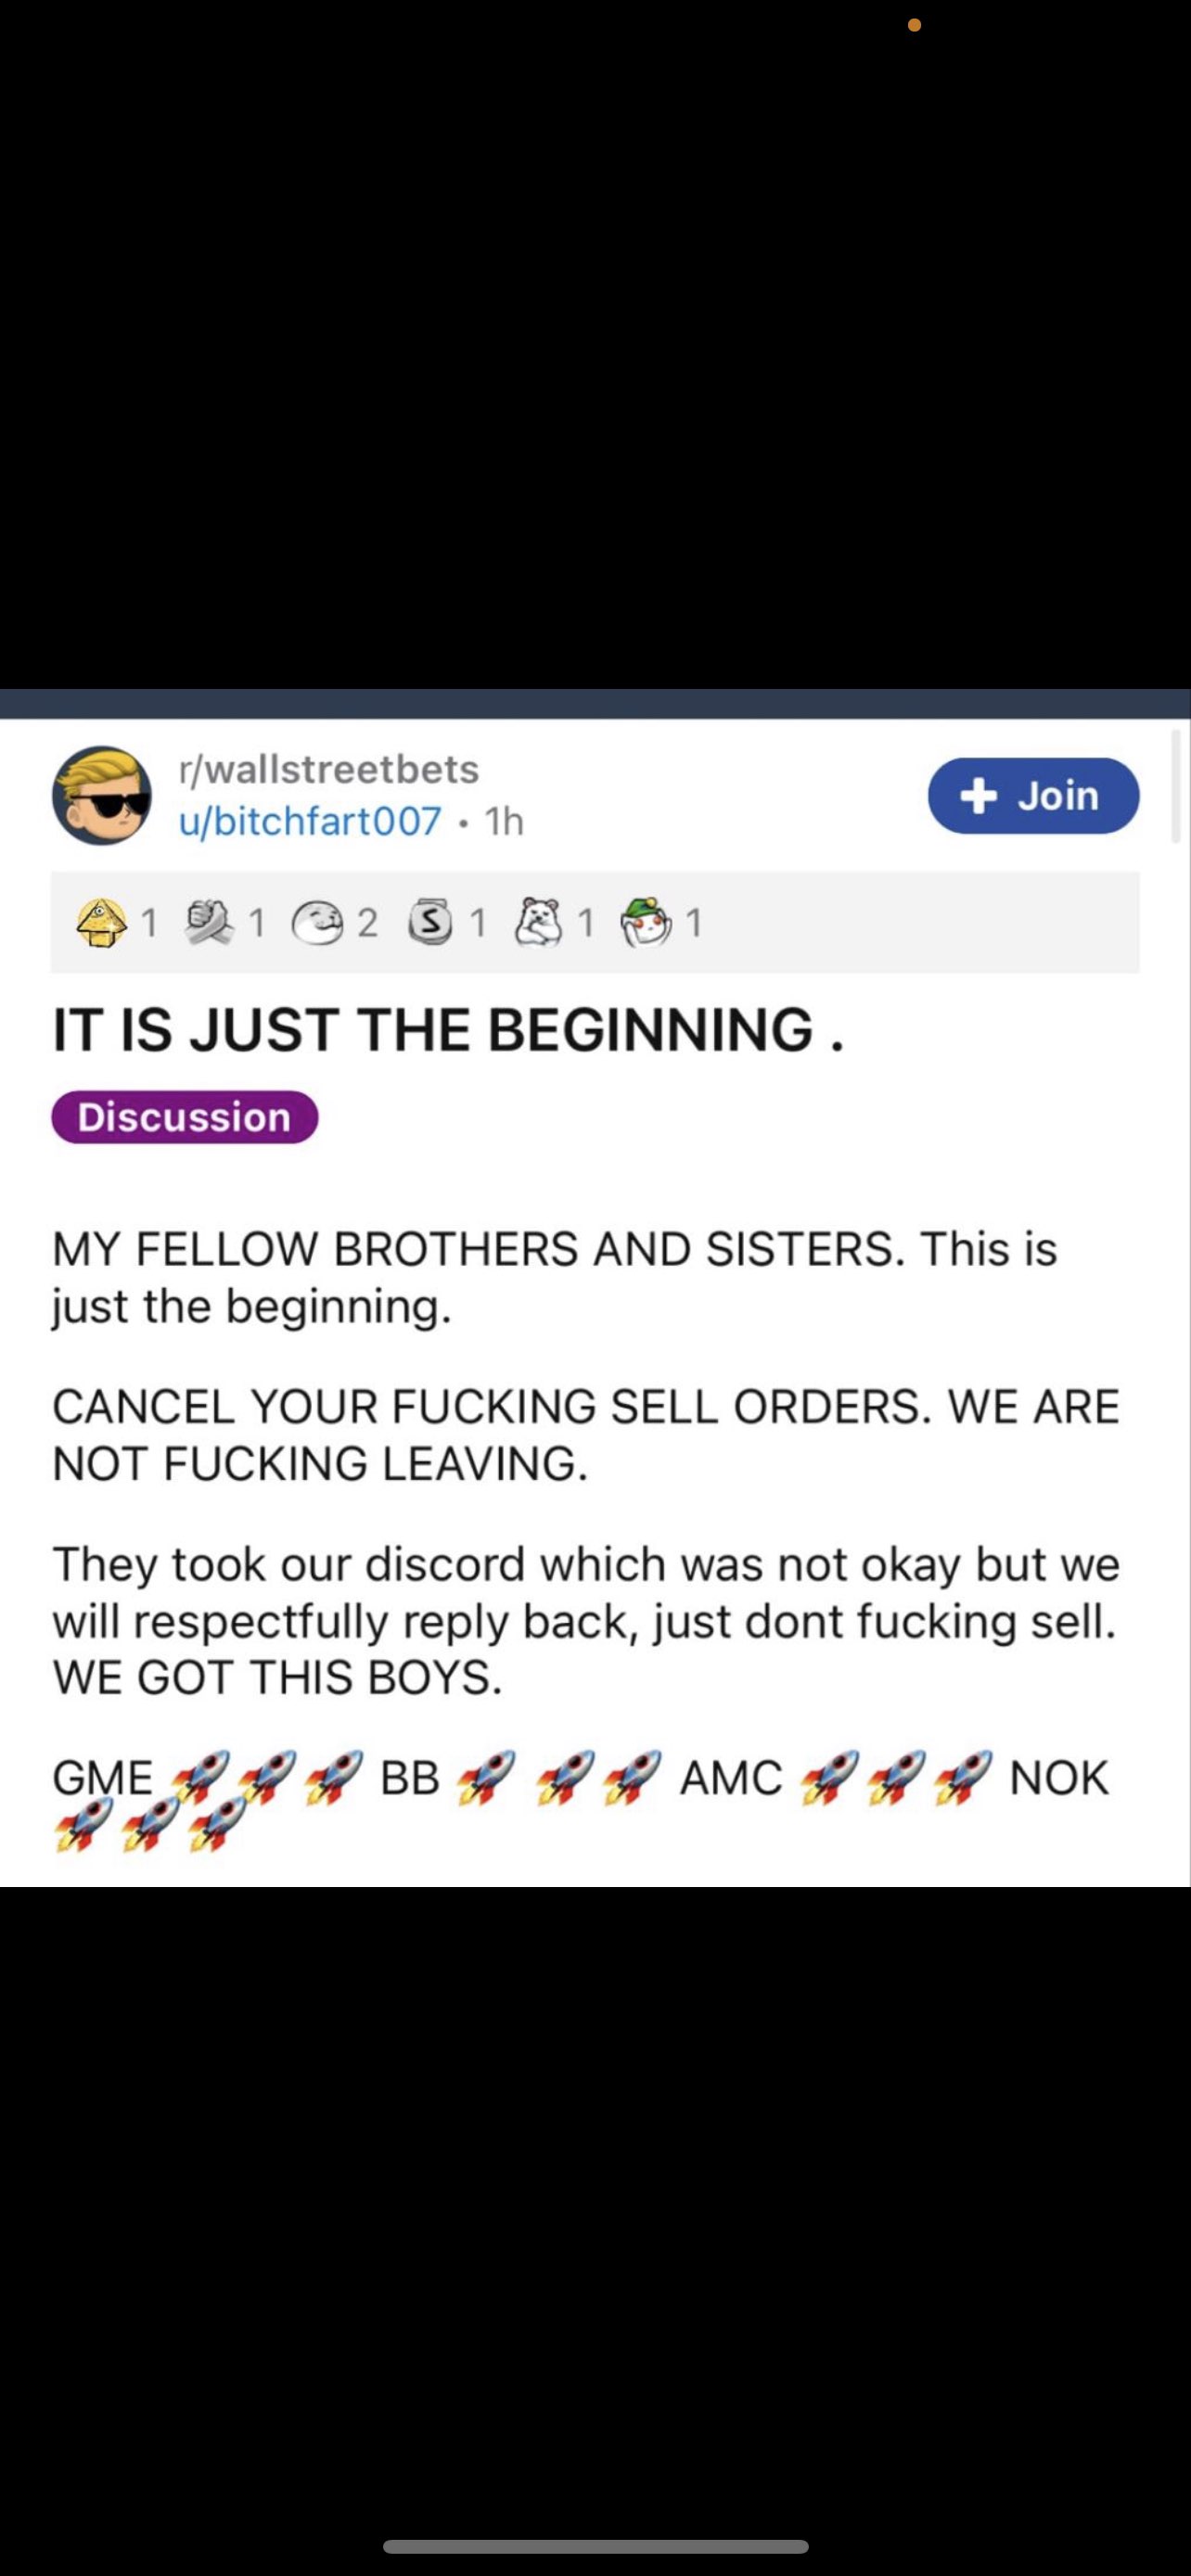 r/wallstreetbets
u/bitchfart007 • 1h
+ Join
1 1 2 S 1 1 1
IT IS JUST THE BEGINNING .
Discussion
MY FELLOW BROTHERS AND SISTERS. This is
just the beginning.
CANCEL YOUR FUCKING SELL ORDERS. WE ARE
NOT FUCKING LEAVING.
They took our discord which was not okay but we
will respectfully reply back, just dont fucking sell.
WE GOT THIS BOYS.
GME 🚀🚀🚀 BB 🚀 🚀🚀 AMC 🚀🚀🚀 NOK
🚀🚀🚀